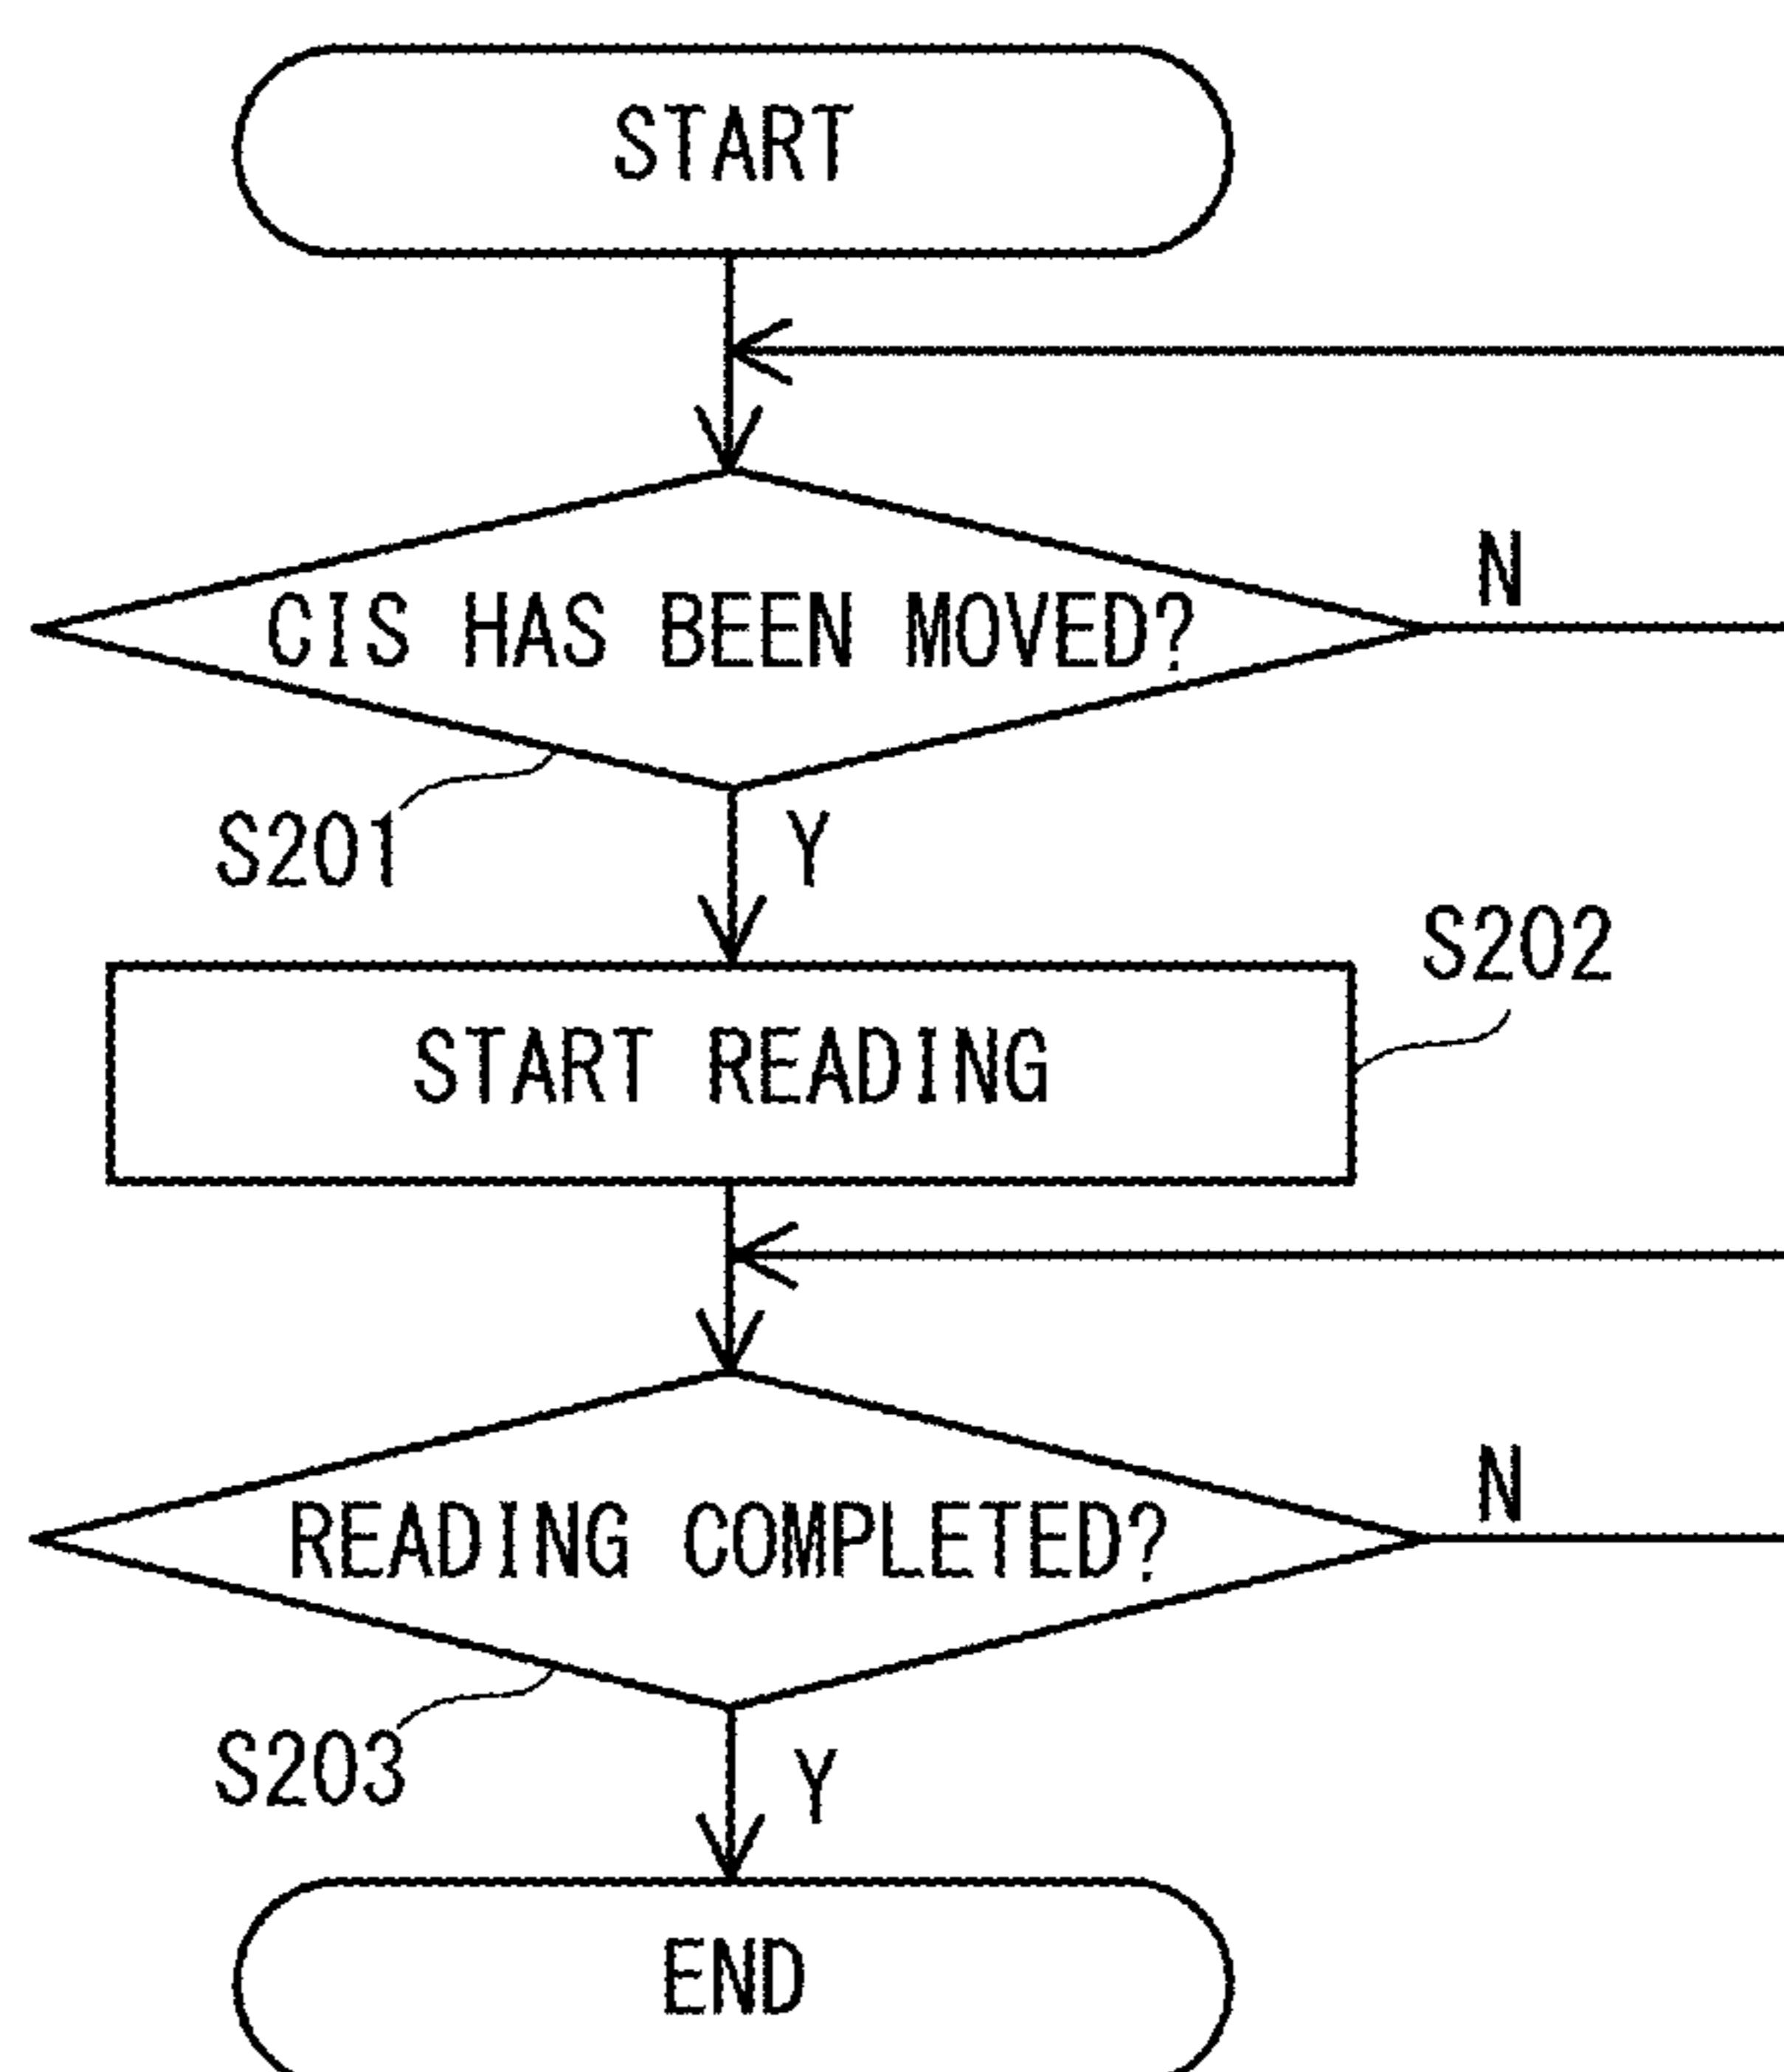 START
CIS HAS BEEN MOVED?
N
S201
Y
S202
START READING
READING COMPLETED?
N
S203
Y
END